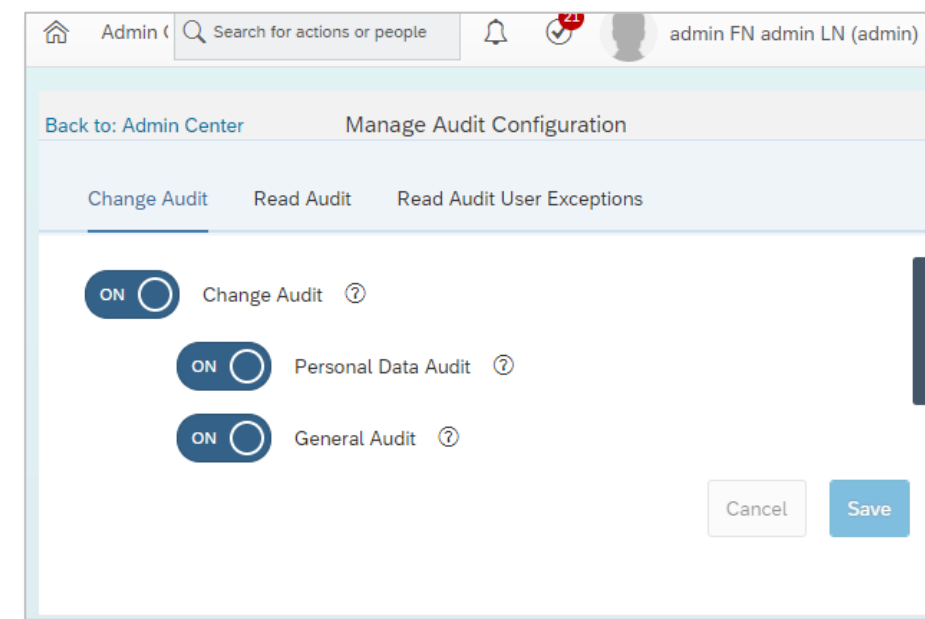 Admin ( Search for actions or people 21 admin FN admin LN (admin)
Back to: Admin Center Manage Audit Configuration
Change Audit Read Audit Read Audit User Exceptions
ON Change Audit ?
ON Personal Data Audit ?
ON General Audit ?
Cancel Save